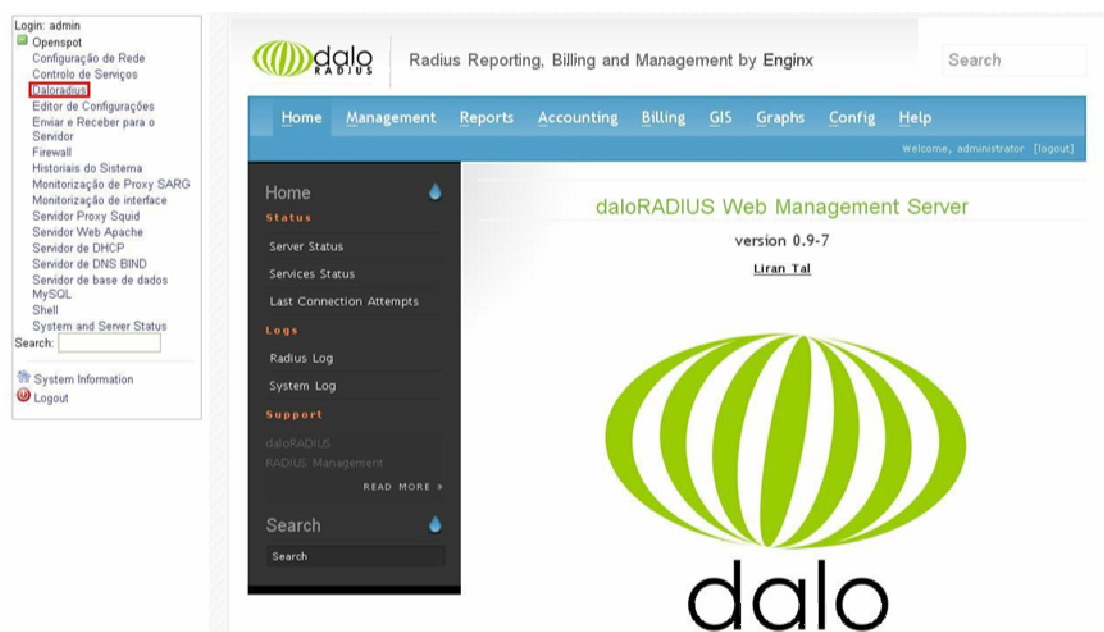 Login: admin
Openspot
Configuração de Rede
Controlo de Serviços
Daloradius
Editor de Configurações
Enviar e Receber para o
Servidor
Firewall
Historiais do Sistema
Monitorização de Proxy SARG
Monitorização de interface
Servidor Proxy Squid
Servidor Web Apache
Servidor de DHCP
Servidor de DNS BIND
Servidor de base de dados
MySQL
Shell
System and Server Status
Search:
System Information
Logout
dalo
RADIUS
Radius Reporting, Billing and Management by Enginx
Search
Home Management Reports Accounting Billing GIS Graphs Config Help
Welcome, administrator [logout]
Home
Status
Server Status
Services Status
Last Connection Attempts
Logs
Radius Log
System Log
Support
daloRADIUS
RADIUS Management
READ MORE »
Search
Search
daloRADIUS Web Management Server
version 0.9-7
Liran Tal
dalo